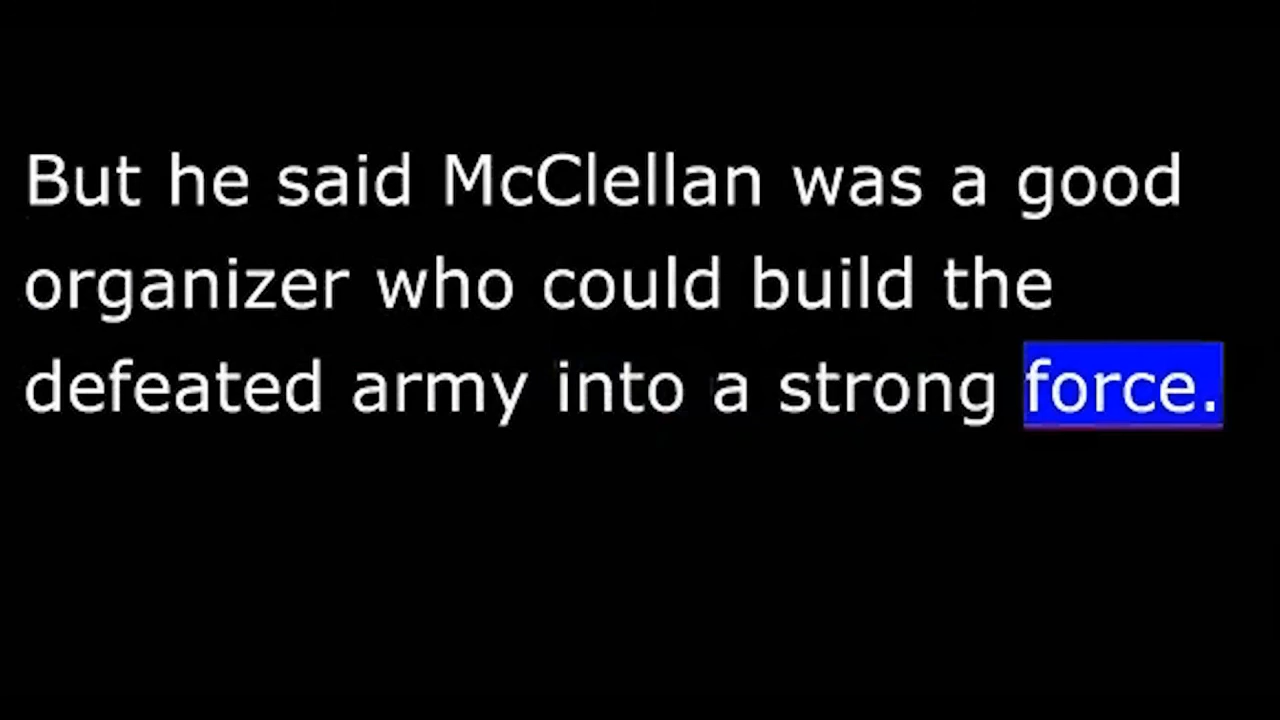 But he said McClellan was a good
organizer who could build the
defeated army into a strong force.